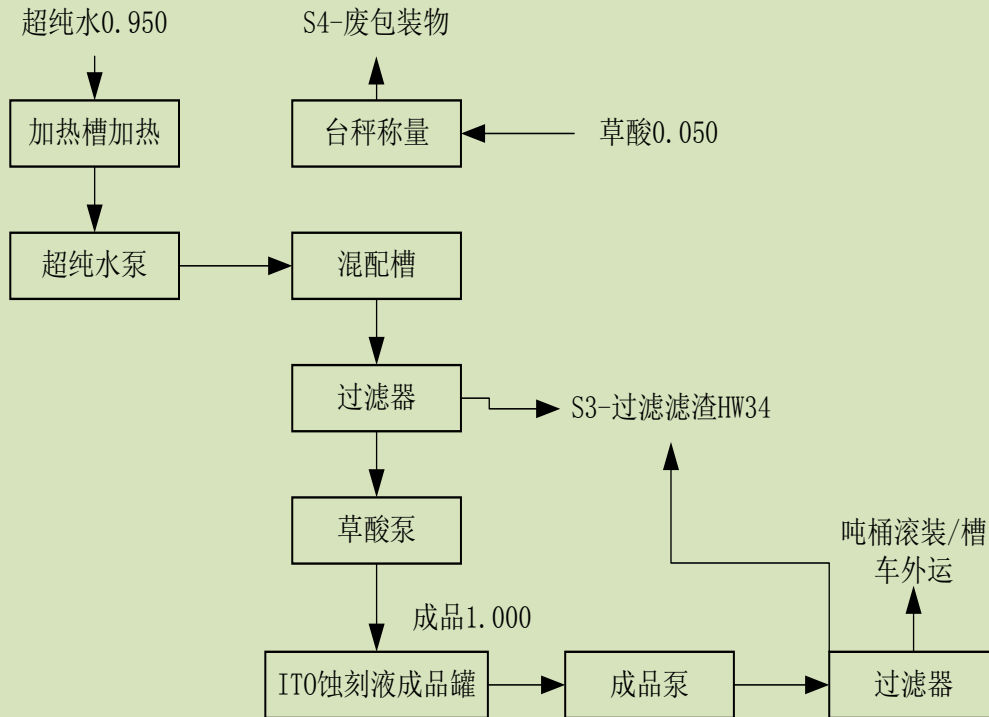 超纯水0.950
S4-废包装物
加热槽加热
台秤称量
草酸0.050
超纯水泵
混配槽
过滤器
S3-过滤滤渣HW34
草酸泵
吨桶滚装/槽
车外运
成品1.000
ITO蚀刻液成品罐
成品泵
过滤器